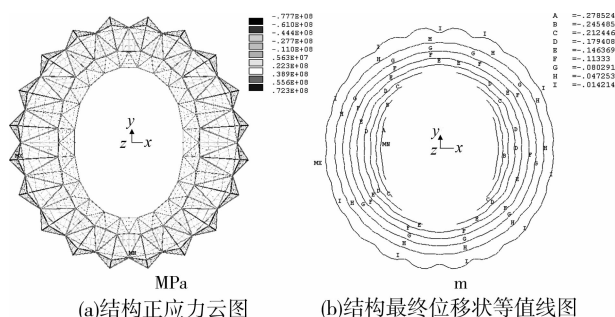 -.777E+08
-.610E+08
-.444E+08
-.277E+08
-.110E+08
.563E+07
.223E+08
.389E+08
.556E+08
.723E+08
y
z x
MX
MN
MPa
(a)结构正应力云图
A =-.278524
B =-.245485
C =-.212446
D =-.179408
E =-.146369
F =-.11333
G =-.080291
H =-.047253
I =-.014214
y
z x
MX
MN
m
(b)结构最终位移状等值线图